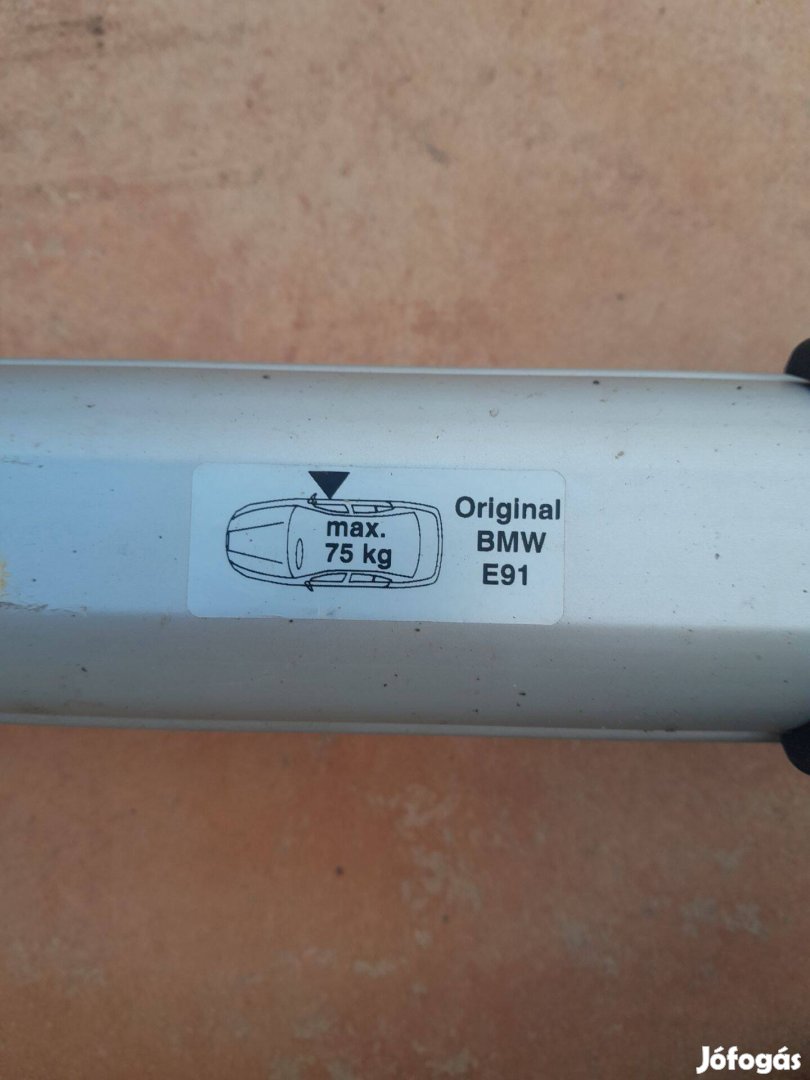 max.
75 kg
Original
BMW
E91
Jófogás